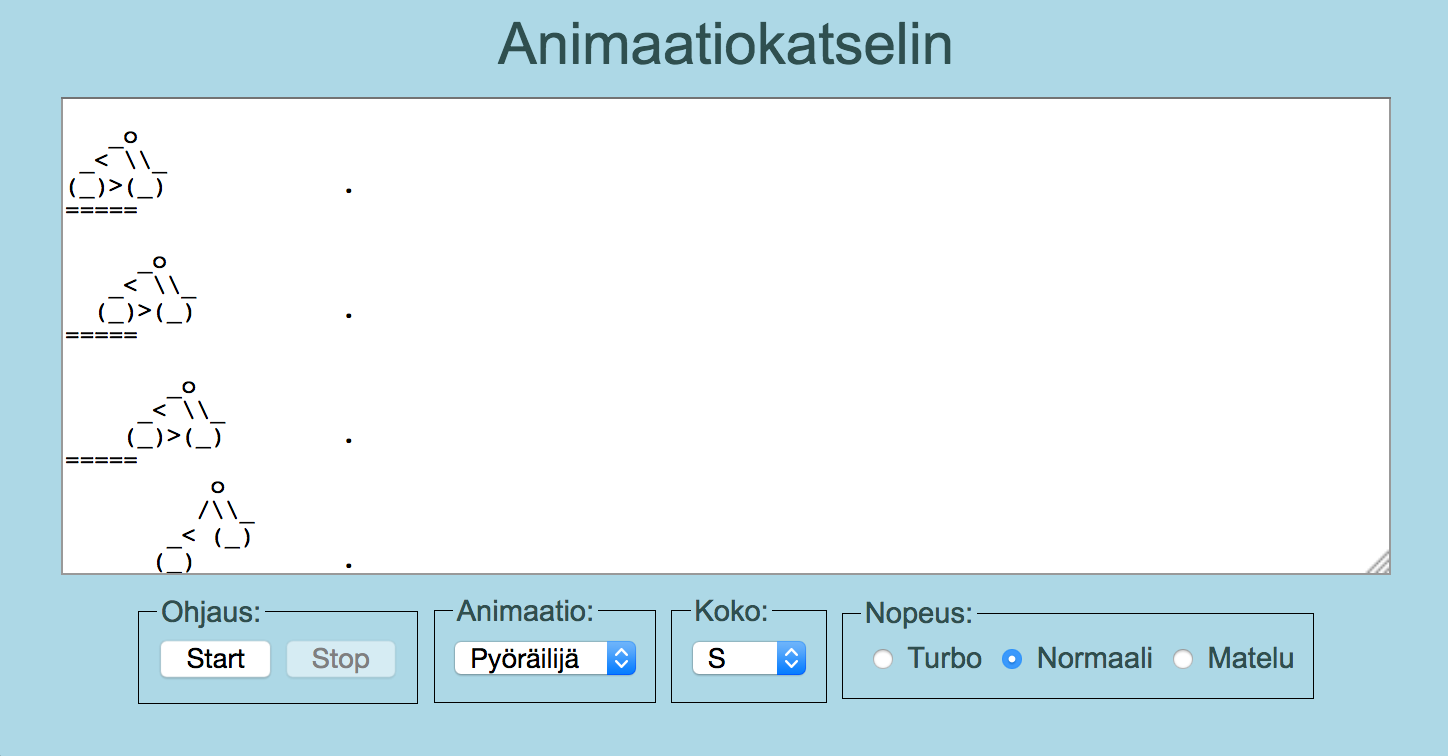 Animaatiokatselin
     _o
  _< \\_
(_)>(_)            .
=====
       _o
    _< \\_
  (_)>(_)          .
=====
         _o
      _< \\_
    (_)>(_)        .
=====
          o
         /\\_
       _< (_)
      (_)          .
Ohjaus:
Start Stop
Animaatio:
Pyöräilijä
Koko:
S
Nopeus:
Turbo Normaali Matelu